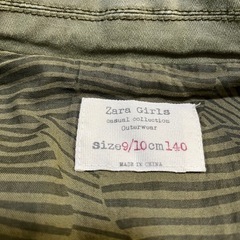 Zara Girls
casual collection
Outerwear
size9/10cm140
MADE IN CHINA